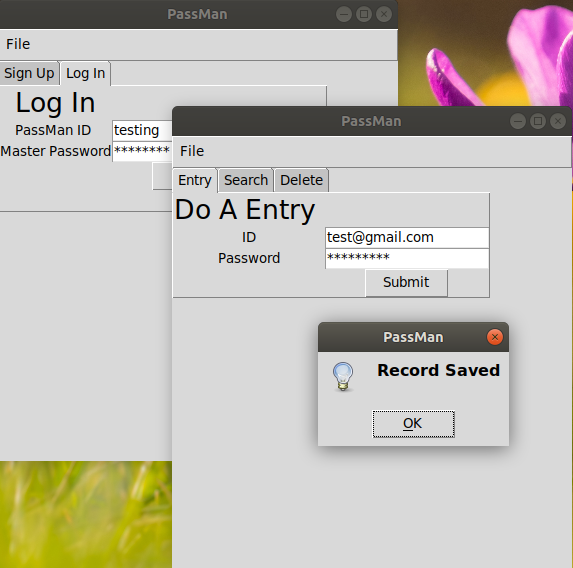 PassMan
File
Sign Up Log In
Log In
PassMan ID testing
Master Password ********
PassMan
File
Entry Search Delete
Do A Entry
ID test@gmail.com
Password *********
Submit
PassMan
Record Saved
OK